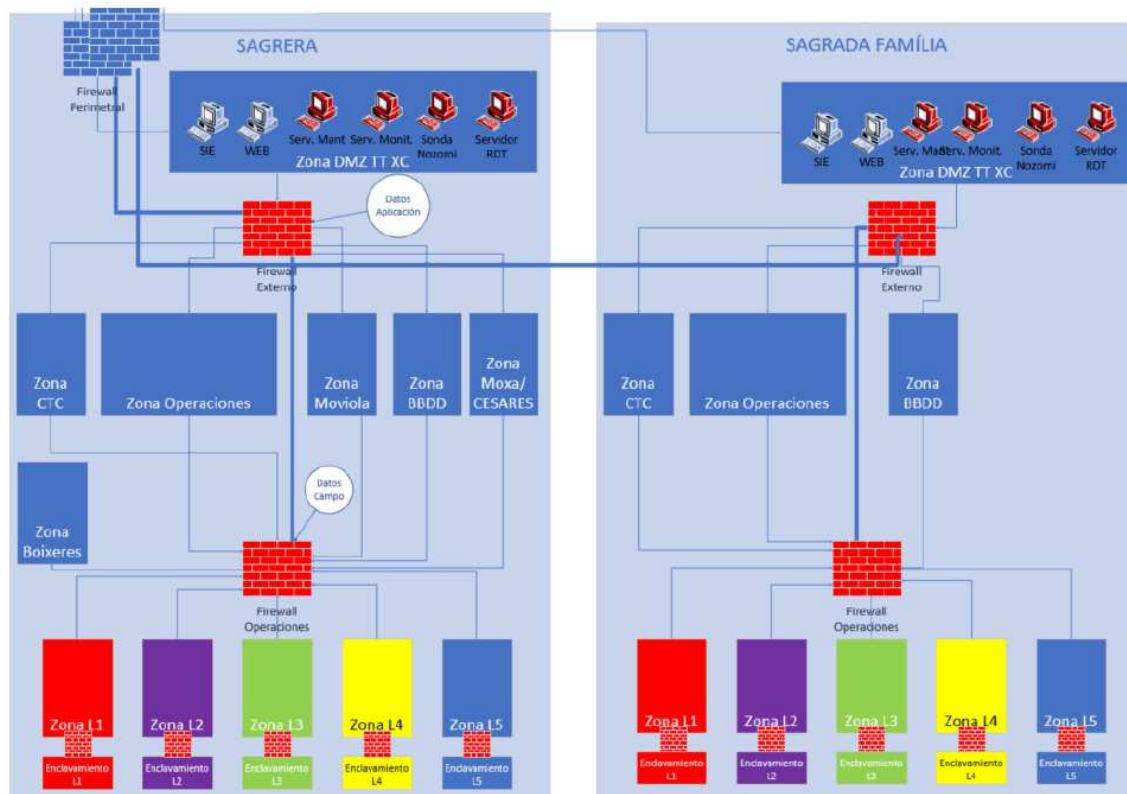 SAGRERA
SAGRADA FAMÍLIA
Firewall
Perimetral
SIE
WEB
Serv. Mant
Serv. Monit.
Sonda
Nozomi
Servidor
RDT
Zona DMZ TT XC
SIE
WEB
Serv. Mant
Serv. Monit.
Sonda
Nozomi
Servidor
RDT
Zona DMZ TT XC
Datos
Aplicación
Firewall
Externo
Firewall
Externo
Zona
CTC
Zona Operaciones
Zona
Moviola
Zona
BBDD
Zona
Moxa/
CESARES
Zona
CTC
Zona Operaciones
Zona
BBDD
Zona
Boixeres
Datos
Campo
Firewall
Operaciones
Firewall
Operaciones
Zona L1
Zona L2
Zona L3
Zona L4
Zona L5
Enclavamiento
L1
Enclavamiento
L2
Enclavamiento
L3
Enclavamiento
L4
Enclavamiento
L5
Zona L1
Zona L2
Zona L3
Zona L4
Zona L5
Enclavamiento
L1
Enclavamiento
L2
Enclavamiento
L3
Enclavamiento
L4
Enclavamiento
L5